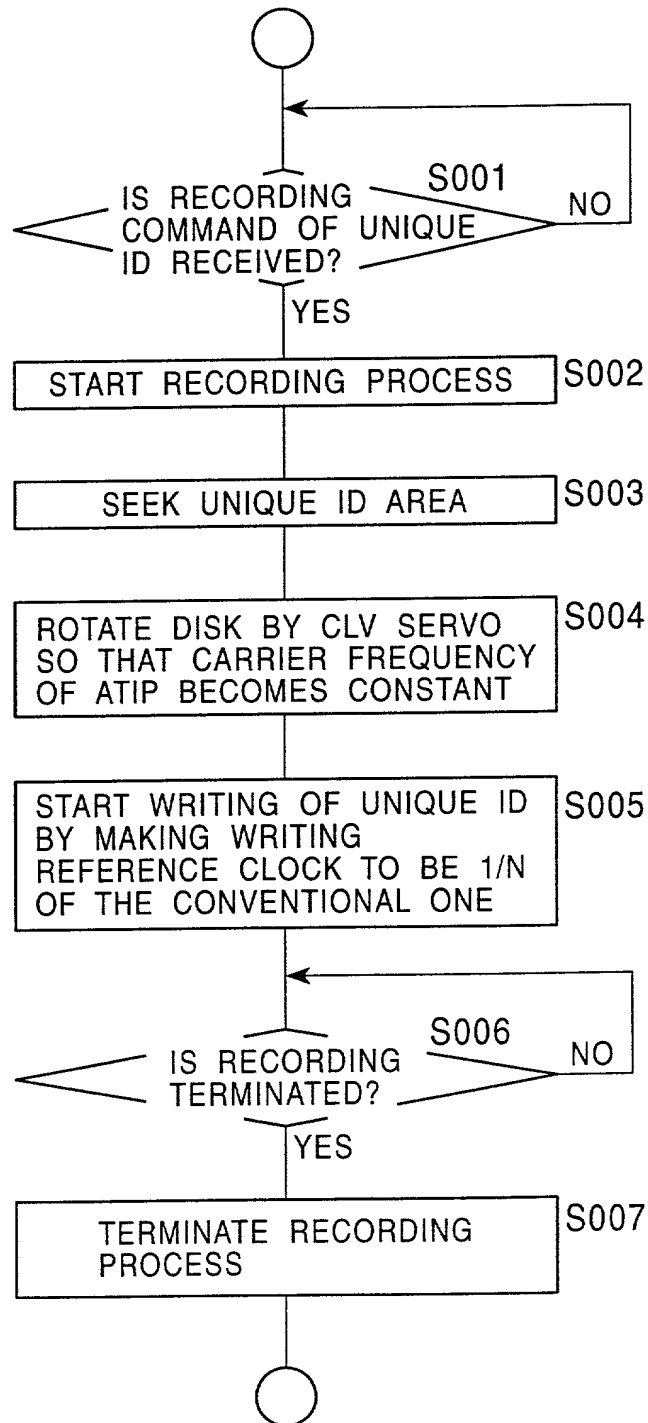 S001
IS RECORDING
COMMAND OF UNIQUE
ID RECEIVED?
NO
YES
START RECORDING PROCESS
S002
SEEK UNIQUE ID AREA
S003
ROTATE DISK BY CLV SERVO
SO THAT CARRIER FREQUENCY
OF ATIP BECOMES CONSTANT
S004
START WRITING OF UNIQUE ID
BY MAKING WRITING
REFERENCE CLOCK TO BE 1/N
OF THE CONVENTIONAL ONE
S005
S006
IS RECORDING
TERMINATED?
NO
YES
TERMINATE RECORDING
PROCESS
S007